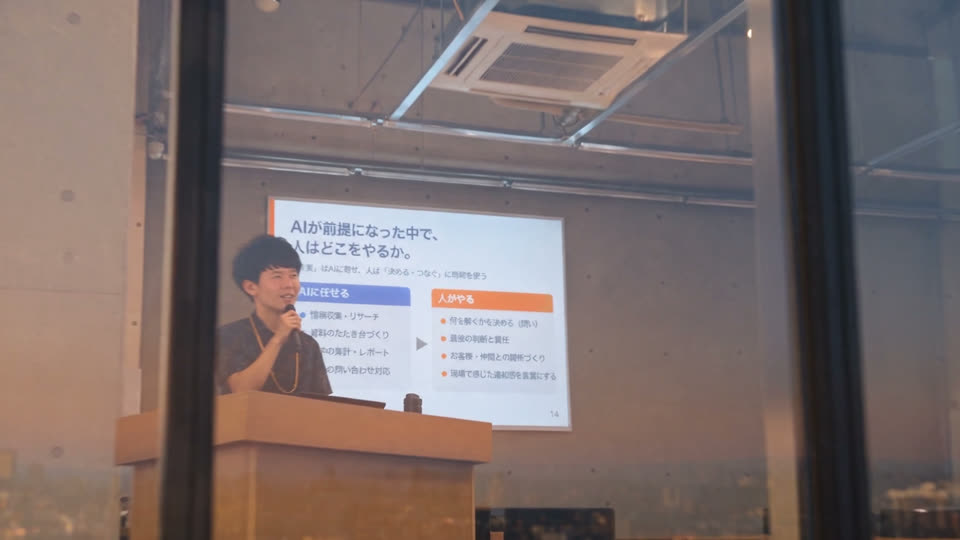 AIが前提になった中で、
人はどこをやるか。
」はAIに寄せ、人は「決める・つなぐ」に時間を使う
AIに任せる
情報収集・リサーチ
資料のたたき台づくり
の集計・レポート
の問い合わせ対応
人がやる
何を解くかを決める（問い）
最後の判断と責任
お客様・仲間との関係づくり
現場で感じた違和感を言葉にする
14